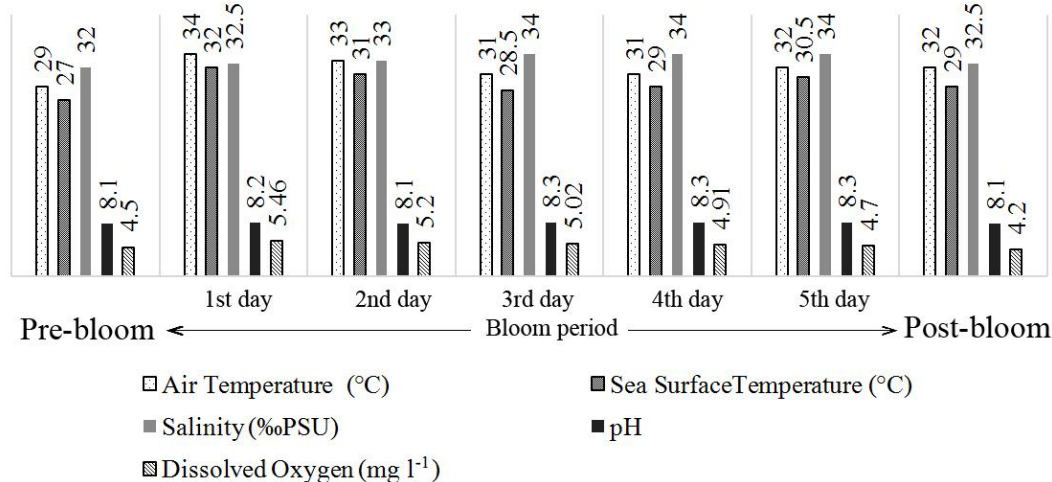 29 27 32 8.1 4.5
34 32 32.5 8.2 5.46
33 31 33 8.1 5.2
31 28.5 34 8.3 5.02
31 29 34 8.3 4.91
32 30.5 34 8.3 4.7
32 29 32.5 8.1 4.2
1st day 2nd day 3rd day 4th day 5th day
Pre-bloom Bloom period Post-bloom
Air Temperature (°C) Sea SurfaceTemperature (°C)
Salinity (‰PSU) pH
Dissolved Oxygen (mg l⁻¹)